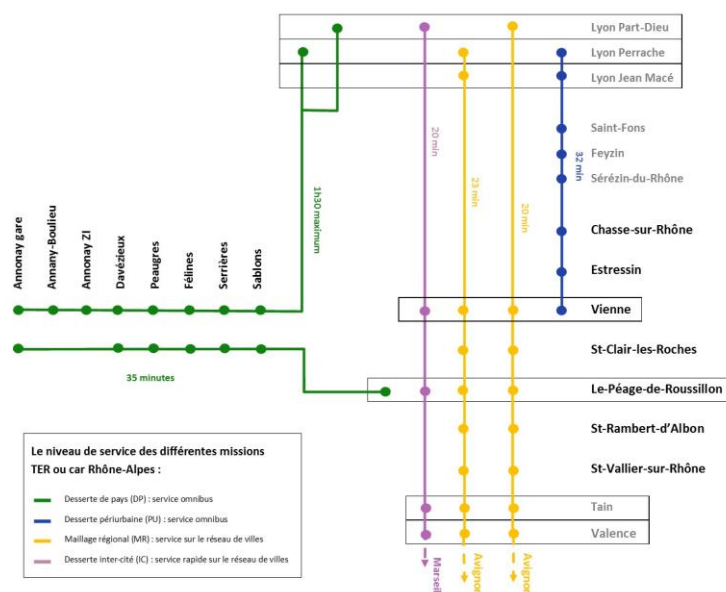 Lyon Part-Dieu
Lyon Perrache
Lyon Jean Macé
Saint-Fons
Feyzin
Sérézin-du-Rhône
Chasse-sur-Rhône
Estressin
Vienne
St-Clair-les-Roches
Le-Péage-de-Roussillon
St-Rambert-d'Albon
St-Vallier-sur-Rhône
Tain
Valence
20 min
23 min
20 min
32 min
1h30 maximum
Annonay gare
Annany-Boulieu
Annonay ZI
Davézieux
Peaugres
Félines
Serrières
Sablons
35 minutes
Marseil
Avignon
Avignon
Le niveau de service des différentes missions
TER ou car Rhône-Alpes :
Desserte de pays (DP) : service omnibus
Desserte périurbaine (PU) : service omnibus
Maillage régional (MR) : service sur le réseau de villes
Desserte inter-cité (IC) : service rapide sur le réseau de villes